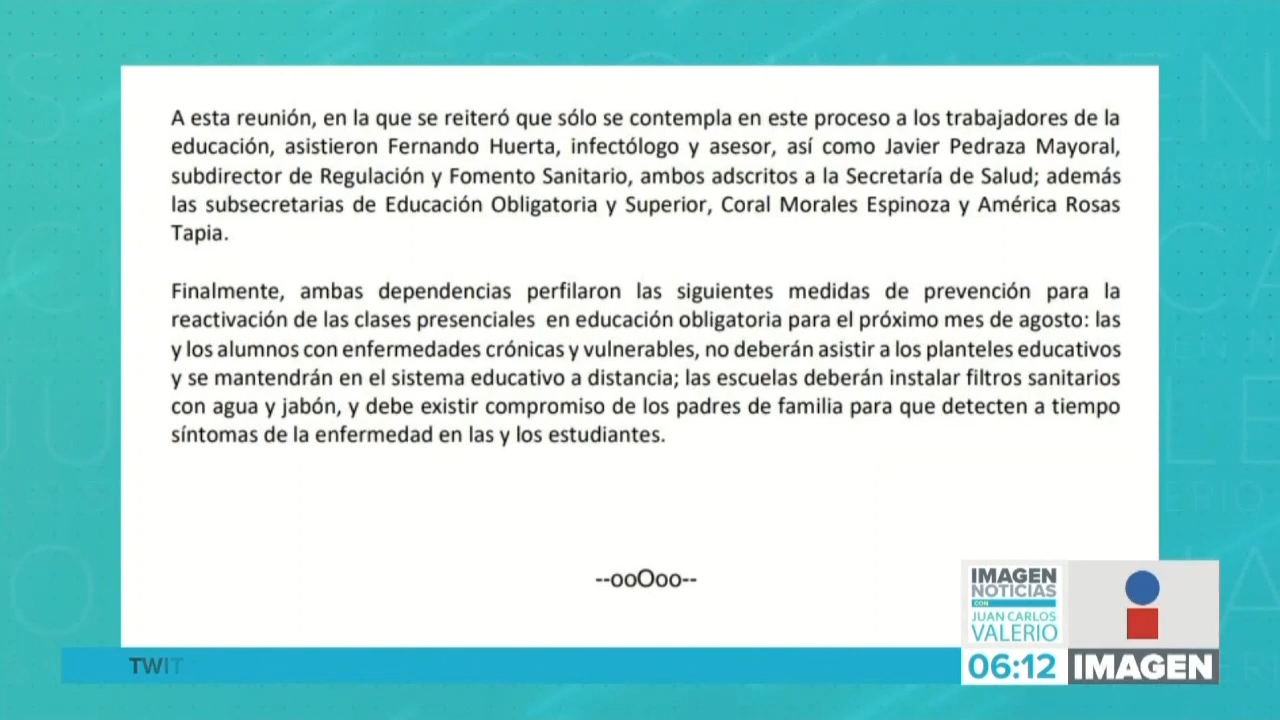 A esta reunión, en la que se reiteró que sólo se contempla en este proceso a los trabajadores de la
educación, asistieron Fernando Huerta, infectólogo y asesor, así como Javier Pedraza Mayoral,
subdirector de Regulación y Fomento Sanitario, ambos adscritos a la Secretaría de Salud; además
las subsecretarias de Educación Obligatoria y Superior, Coral Morales Espinoza y América Rosas
Tapia.
Finalmente, ambas dependencias perfilaron las siguientes medidas de prevención para la
reactivación de las clases presenciales en educación obligatoria para el próximo mes de agosto: las
y los alumnos con enfermedades crónicas y vulnerables, no deberán asistir a los planteles educativos
y se mantendrán en el sistema educativo a distancia; las escuelas deberán instalar filtros sanitarios
con agua y jabón, y debe existir compromiso de los padres de familia para que detecten a tiempo
síntomas de la enfermedad en las y los estudiantes.
--ooOoo--
IMAGEN
NOTICIAS
CON
JUAN CARLOS
VALERIO
06:12 IMAGEN
TWIT